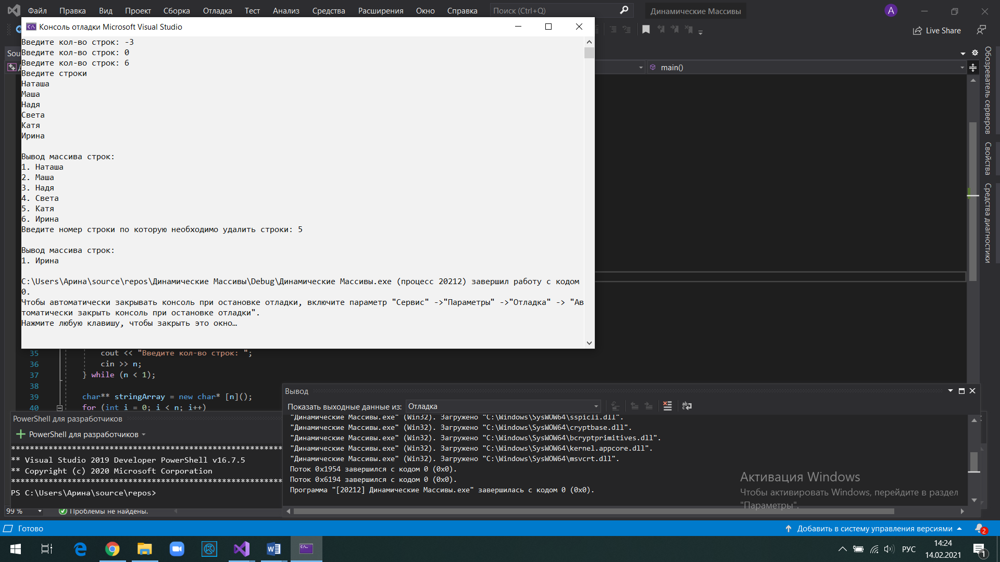 Файл Правка Вид Проект Сборка Отладка Тест Анализ Средства Расширения Окно Справка Поиск (Ctrl+Q) Динамические Массивы A
Консоль отладки Microsoft Visual Studio
Live Share
Введите кол-во строк: -3
Введите кол-во строк: 0
Введите кол-во строк: 6
Введите строки
Наташа
Маша
Надя
Света
Катя
Ирина
Вывод массива строк:
1. Наташа
2. Маша
3. Надя
4. Света
5. Катя
6. Ирина
Введите номер строки по которую необходимо удалить строки: 5
Вывод массива строк:
1. Ирина
C:\Users\Арина\source\repos\Динамические Массивы\Debug\Динамические Массивы.exe (процесс 20212) завершил работу с кодом
0.
Чтобы автоматически закрывать консоль при остановке отладки, включите параметр "Сервис" ->"Параметры" ->"Отладка" -> "Ав
томатически закрыть консоль при остановке отладки".
Нажмите любую клавишу, чтобы закрыть это окно…
main()
Обозреватель серверов
Свойства
Средства диагностики
35 cout << "Введите кол-во строк: ";
36 cin >> n;
37 } while (n < 1);
38
39 char** stringArray = new char* [n]();
40 for (int i = 0; i < n; i++)
PowerShell для разработчиков
PowerShell для разработчиков
**********************************************************
** Visual Studio 2019 Developer PowerShell v16.7.5
** Copyright (c) 2020 Microsoft Corporation
**********************************************************
PS C:\Users\Арина\source\repos>
Вывод
Показать выходные данные из: Отладка
"Динамические Массивы.exe" (Win32). Загружено "C:\Windows\SysWOW64\sspicli.dll".
"Динамические Массивы.exe" (Win32). Загружено "C:\Windows\SysWOW64\cryptbase.dll".
"Динамические Массивы.exe" (Win32). Загружено "C:\Windows\SysWOW64\bcryptprimitives.dll".
"Динамические Массивы.exe" (Win32). Загружено "C:\Windows\SysWOW64\kernel.appcore.dll".
"Динамические Массивы.exe" (Win32). Загружено "C:\Windows\SysWOW64\msvcrt.dll".
Поток 0x1954 завершился с кодом 0 (0x0).
Поток 0x6194 завершился с кодом 0 (0x0).
Программа "[20212] Динамические Массивы.exe" завершилась с кодом 0 (0x0).
Активация Windows
Чтобы активировать Windows, перейдите в раздел
"Параметры".
99 % Проблемы не найдены.
Готово Добавить в систему управления версиями 2
РУС 14:24
14.02.2021 1